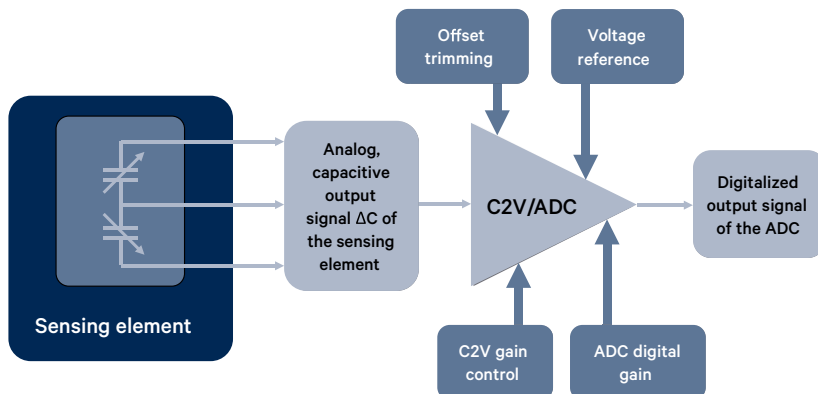 Offset
trimming
Voltage
reference
Analog,
capacitive
output
signal ΔC of
the sensing
element
C2V/ADC
Digitalized
output signal
of the ADC
Sensing element
C2V gain
control
ADC digital
gain